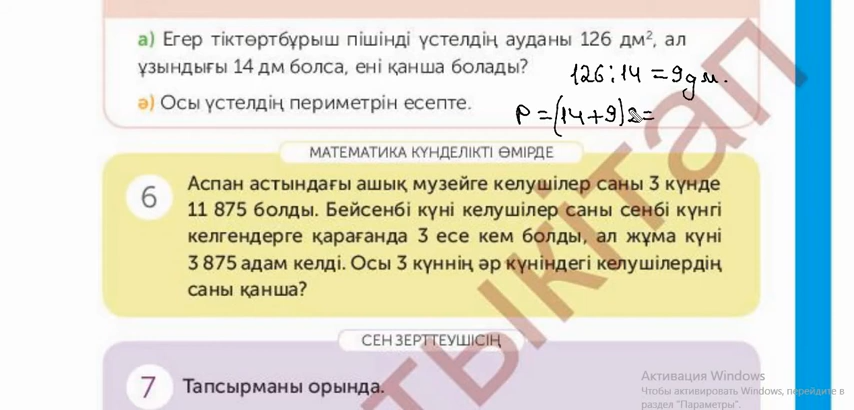 а) Егер тіктөртбұрыш пішінді үстелдің ауданы 126 дм², ал
ұзындығы 14 дм болса, ені қанша болады?
126 : 14 = 9дм.
ә) Осы үстелдің периметрін есепте.
P = (14+9)2=
МАТЕМАТИКА КҮНДЕЛІКТІ ӨМІРДЕ
6
Аспан астындағы ашық музейге келушілер саны 3 күнде
11 875 болды. Бейсенбі күні келушілер саны сенбі күнгі
келгендерге қарағанда 3 есе кем болды, ал жұма күні
3 875 адам келді. Осы 3 күннің әр күніндегі келушілердің
саны қанша?
СЕН ЗЕРТТЕУШІСІҢ
7 Тапсырманы орында.
тықкітап
Активация Windows
Чтобы активировать Windows, перейдите в
раздел "Параметры".